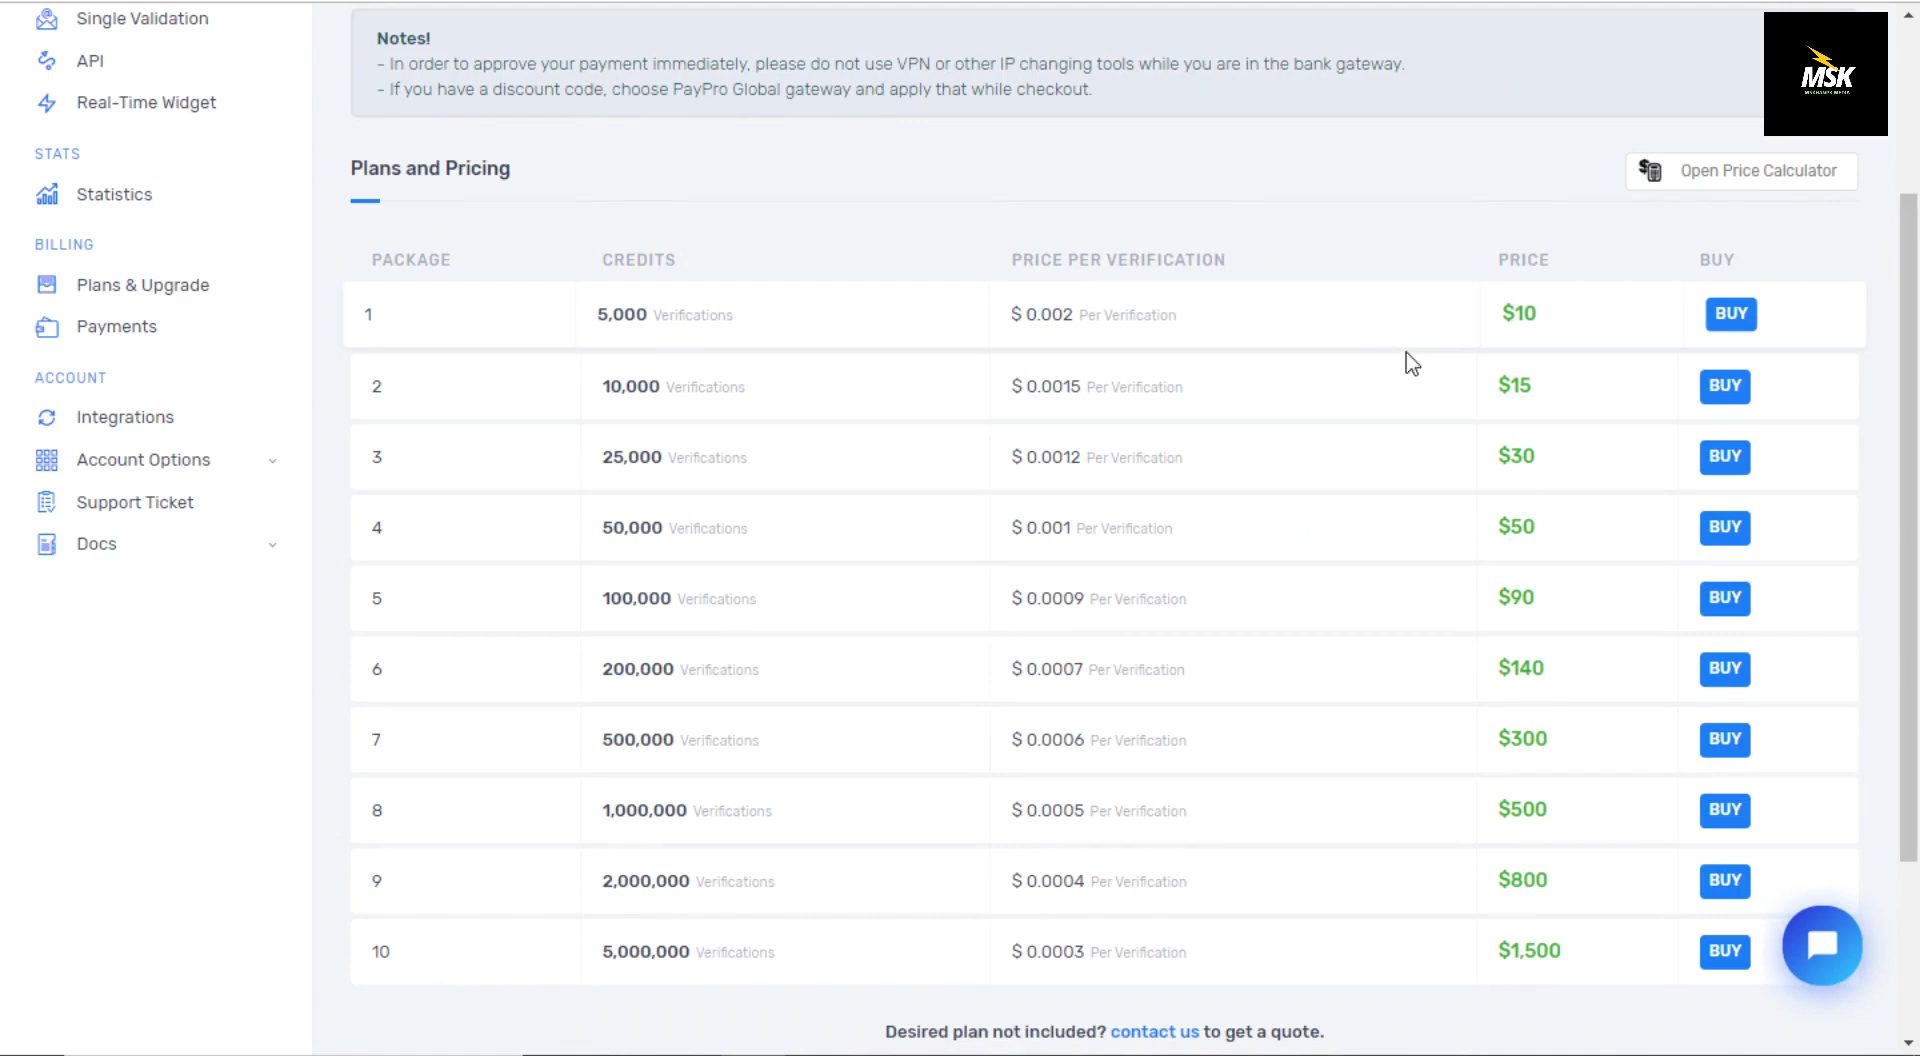 Single Validation
API
Real-Time Widget
STATS
Statistics
BILLING
Plans & Upgrade
Payments
ACCOUNT
Integrations
Account Options
Support Ticket
Docs
Notes!
- In order to approve your payment immediately, please do not use VPN or other IP changing tools while you are in the bank gateway.
- If you have a discount code, choose PayPro Global gateway and apply that while checkout.
MSK
Plans and Pricing
Open Price Calculator
PACKAGE CREDITS PRICE PER VERIFICATION PRICE BUY
1 5,000 Verifications $ 0.002 Per Verification $10 BUY
2 10,000 Verifications $ 0.0015 Per Verification $15 BUY
3 25,000 Verifications $ 0.0012 Per Verification $30 BUY
4 50,000 Verifications $ 0.001 Per Verification $50 BUY
5 100,000 Verifications $ 0.0009 Per Verification $90 BUY
6 200,000 Verifications $ 0.0007 Per Verification $140 BUY
7 500,000 Verifications $ 0.0006 Per Verification $300 BUY
8 1,000,000 Verifications $ 0.0005 Per Verification $500 BUY
9 2,000,000 Verifications $ 0.0004 Per Verification $800 BUY
10 5,000,000 Verifications $ 0.0003 Per Verification $1,500 BUY
Desired plan not included? contact us to get a quote.